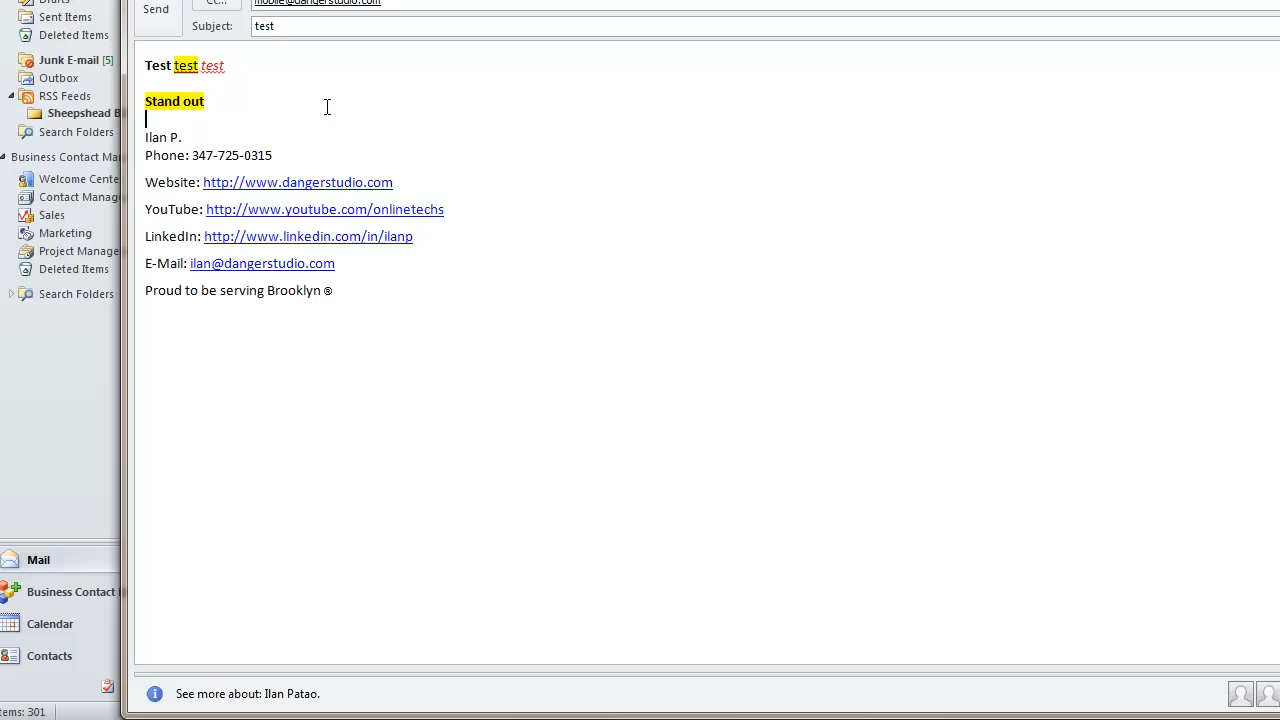 Drafts
Sent Items
Deleted Items
Junk E-mail [5]
Outbox
RSS Feeds
Sheepshead B
Search Folders
Business Contact Ma
Welcome Cente
Contact Manag
Sales
Marketing
Project Manage
Deleted Items
Search Folders
Mail
Business Contact
Calendar
Contacts
tems: 301
Send
Cc...
mobile@dangerstudio.com
Subject:
test
Test test test
Stand out
Ilan P.
Phone: 347-725-0315
Website: http://www.dangerstudio.com
YouTube: http://www.youtube.com/onlinetechs
LinkedIn: http://www.linkedin.com/in/ilanp
E-Mail: ilan@dangerstudio.com
Proud to be serving Brooklyn ®
See more about: Ilan Patao.